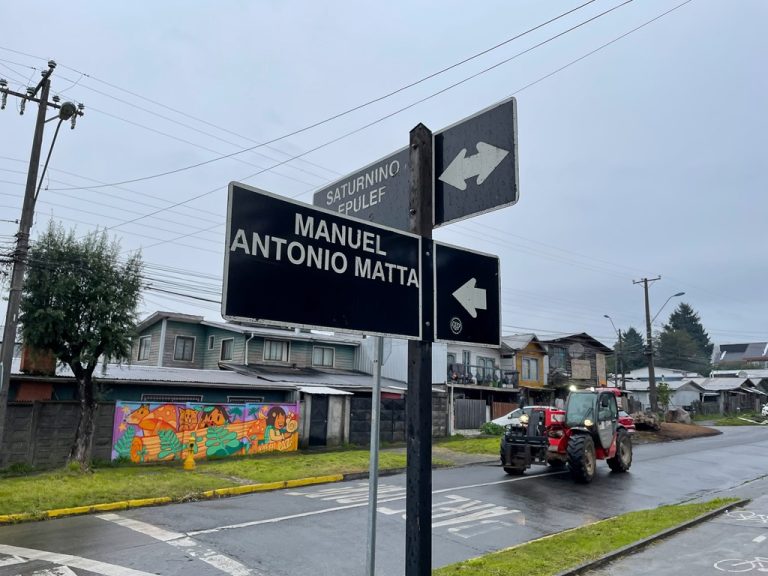 SATURNINO
EPULEF
MANUEL
ANTONIO MATTA